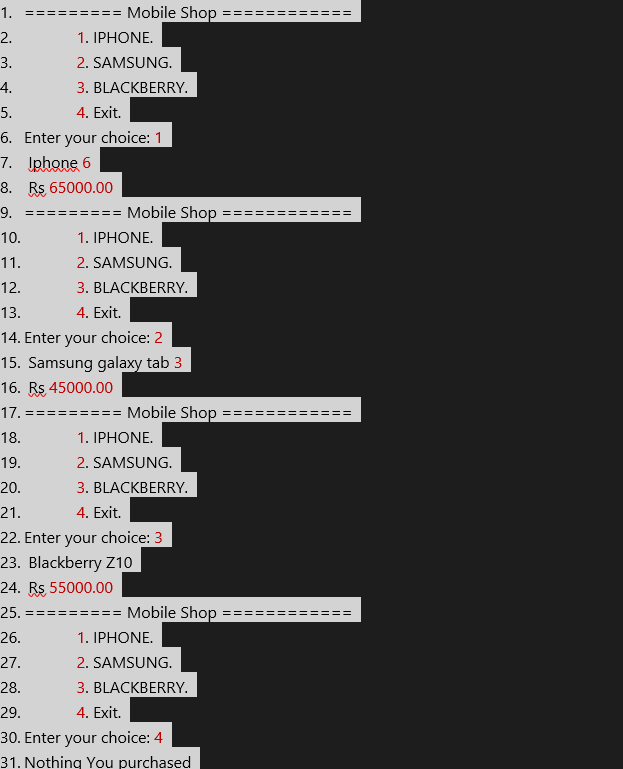 1. ========= Mobile Shop ============
2. 1. IPHONE.
3. 2. SAMSUNG.
4. 3. BLACKBERRY.
5. 4. Exit.
6. Enter your choice: 1
7. Iphone 6
8. Rs 65000.00
9. ========= Mobile Shop ============
10. 1. IPHONE.
11. 2. SAMSUNG.
12. 3. BLACKBERRY.
13. 4. Exit.
14. Enter your choice: 2
15. Samsung galaxy tab 3
16. Rs 45000.00
17. ========= Mobile Shop ============
18. 1. IPHONE.
19. 2. SAMSUNG.
20. 3. BLACKBERRY.
21. 4. Exit.
22. Enter your choice: 3
23. Blackberry Z10
24. Rs 55000.00
25. ========= Mobile Shop ============
26. 1. IPHONE.
27. 2. SAMSUNG.
28. 3. BLACKBERRY.
29. 4. Exit.
30. Enter your choice: 4
31. Nothing You purchased